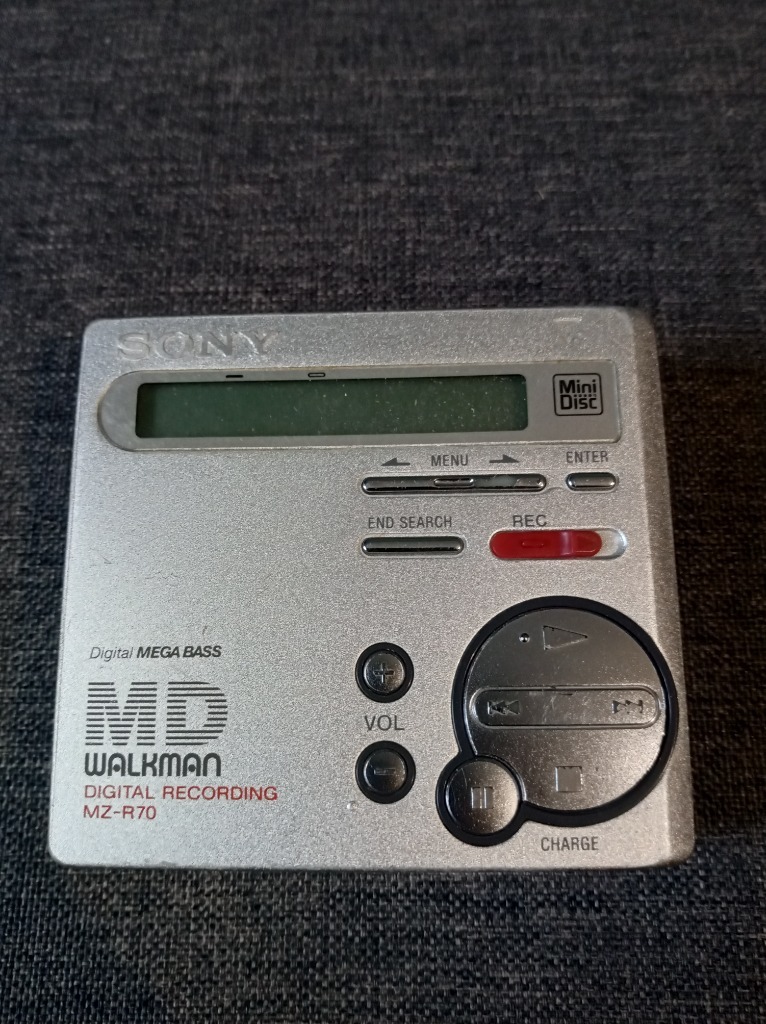 SONY
Mini
Disc
MENU
ENTER
END SEARCH
REC
Digital MEGA BASS
MD
WALKMAN
DIGITAL RECORDING
MZ-R70
VOL
CHARGE